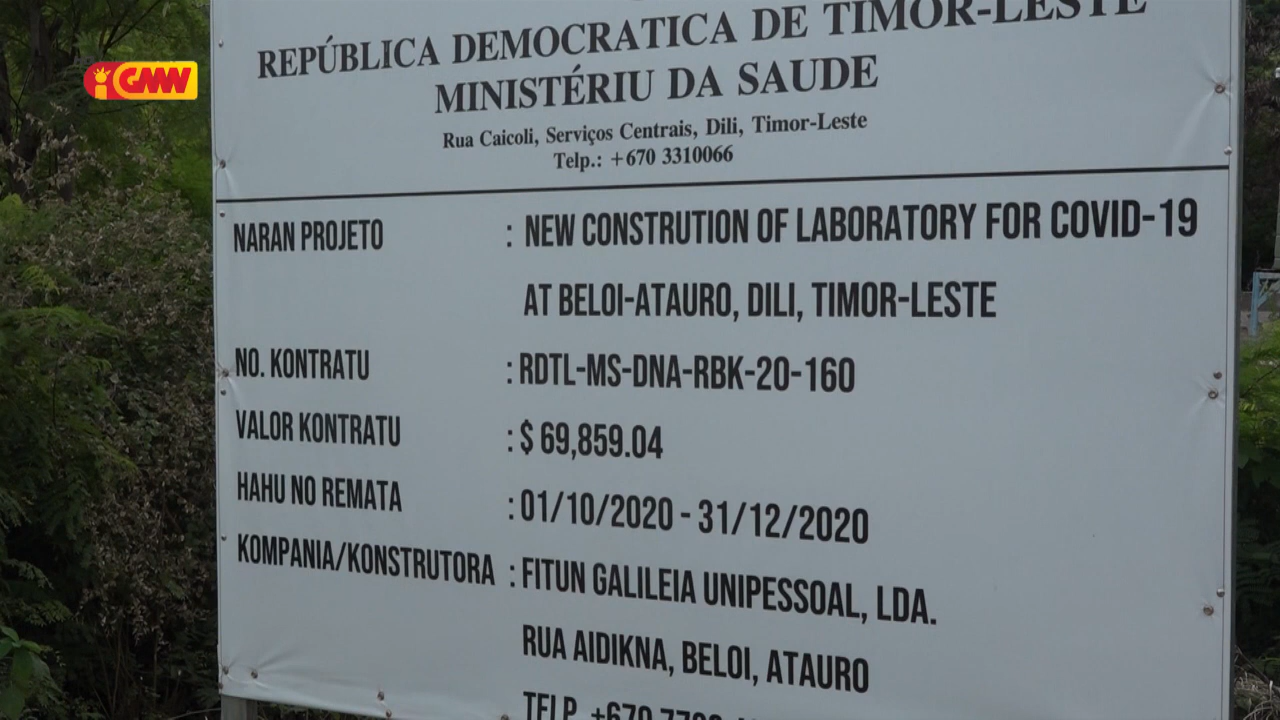 GMN
REPÚBLICA DEMOCRATICA DE TIMOR-LESTE
MINISTÉRIU DA SAUDE
Rua Caicoli, Serviços Centrais, Dili, Timor-Leste
Telp.: +670 3310066
NARAN PROJETO : NEW CONSTRUTION OF LABORATORY FOR COVID-19
AT BELOI-ATAURO, DILI, TIMOR-LESTE
NO. KONTRATU : RDTL-MS-DNA-RBK-20-160
VALOR KONTRATU : $ 69,859.04
HAHU NO REMATA : 01/10/2020 - 31/12/2020
KOMPANIA/KONSTRUTORA : FITUN GALILEIA UNIPESSOAL, LDA.
RUA AIDIKNA, BELOI, ATAURO
TELP. +670